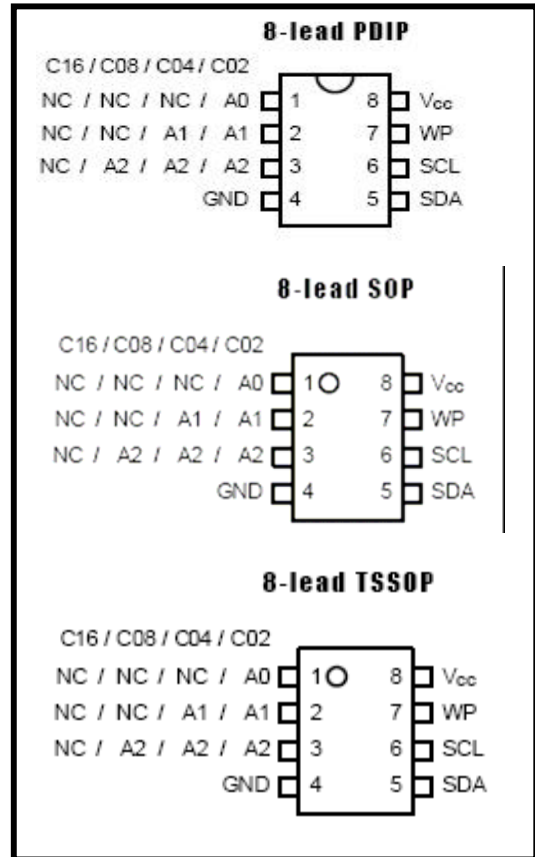 8-lead PDIP
C16 / C08 / C04 / C02
NC / NC / NC / A0 1 8 Vcc
NC / NC / A1 / A1 2 7 WP
NC / A2 / A2 / A2 3 6 SCL
GND 4 5 SDA
8-lead SOP
C16 / C08 / C04 / C02
NC / NC / NC / A0 1 8 Vcc
NC / NC / A1 / A1 2 7 WP
NC / A2 / A2 / A2 3 6 SCL
GND 4 5 SDA
8-lead TSSOP
C16 / C08 / C04 / C02
NC / NC / NC / A0 1 8 Vcc
NC / NC / A1 / A1 2 7 WP
NC / A2 / A2 / A2 3 6 SCL
GND 4 5 SDA